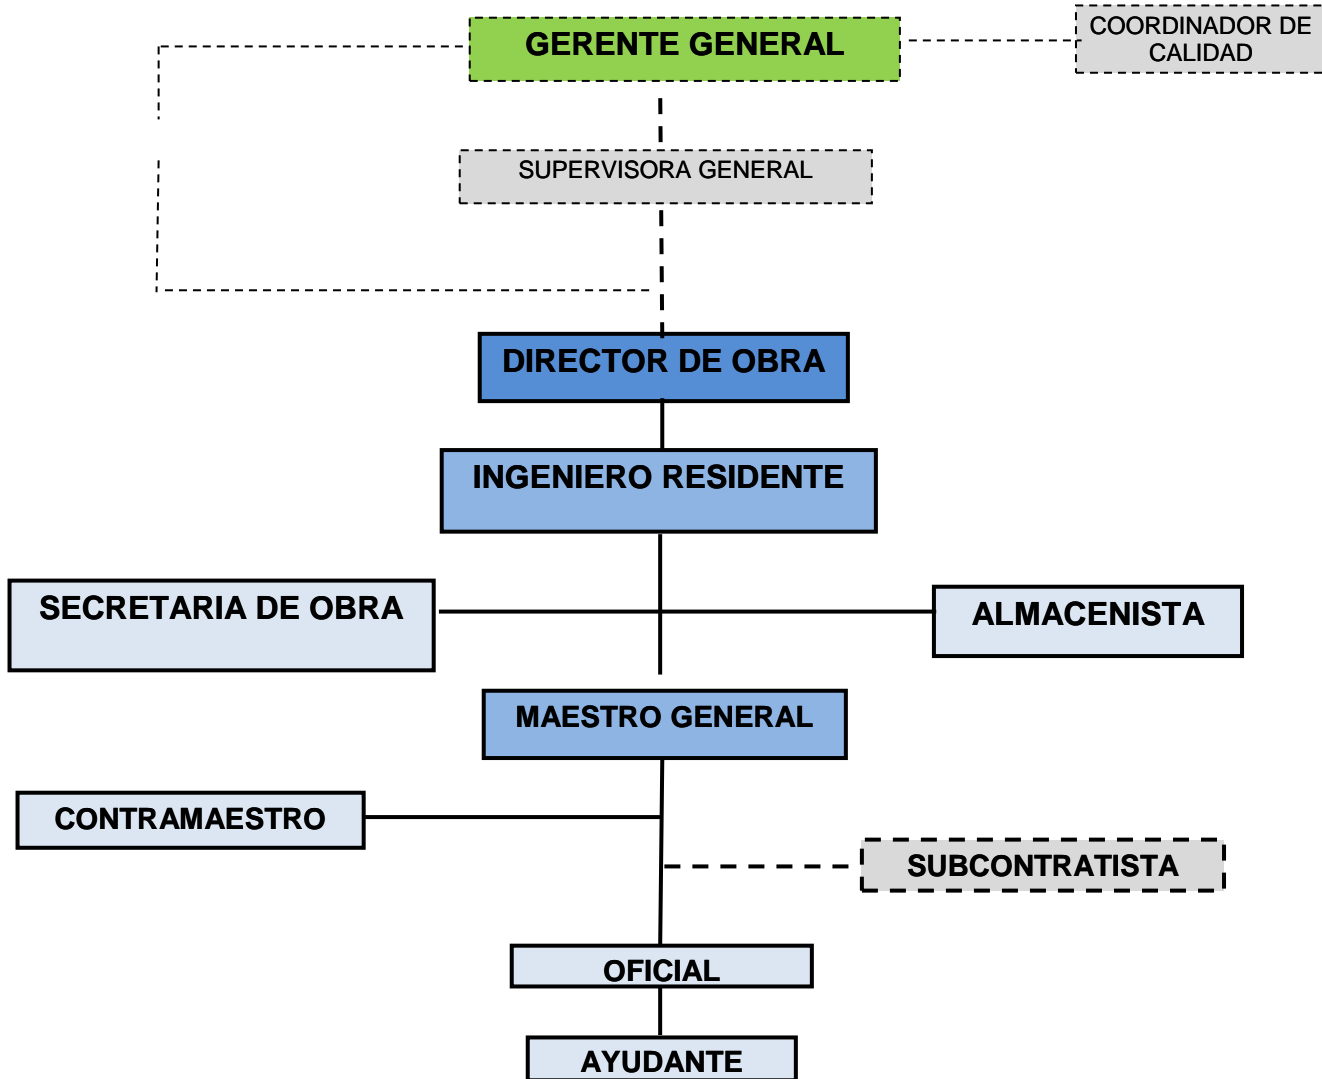 GERENTE GENERAL
COORDINADOR DE
CALIDAD
SUPERVISORA GENERAL
DIRECTOR DE OBRA
INGENIERO RESIDENTE
SECRETARIA DE OBRA
ALMACENISTA
MAESTRO GENERAL
CONTRAMAESTRO
SUBCONTRATISTA
OFICIAL
AYUDANTE